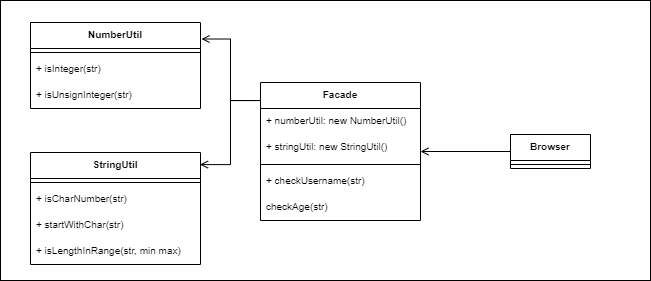 NumberUtil
+ isInteger(str)
+ isUnsignInteger(str)
StringUtil
+ isCharNumber(str)
+ startWithChar(str)
+ isLengthInRange(str, min max)
Facade
+ numberUtil: new NumberUtil()
+ stringUtil: new StringUtil()
+ checkUsername(str)
checkAge(str)
Browser